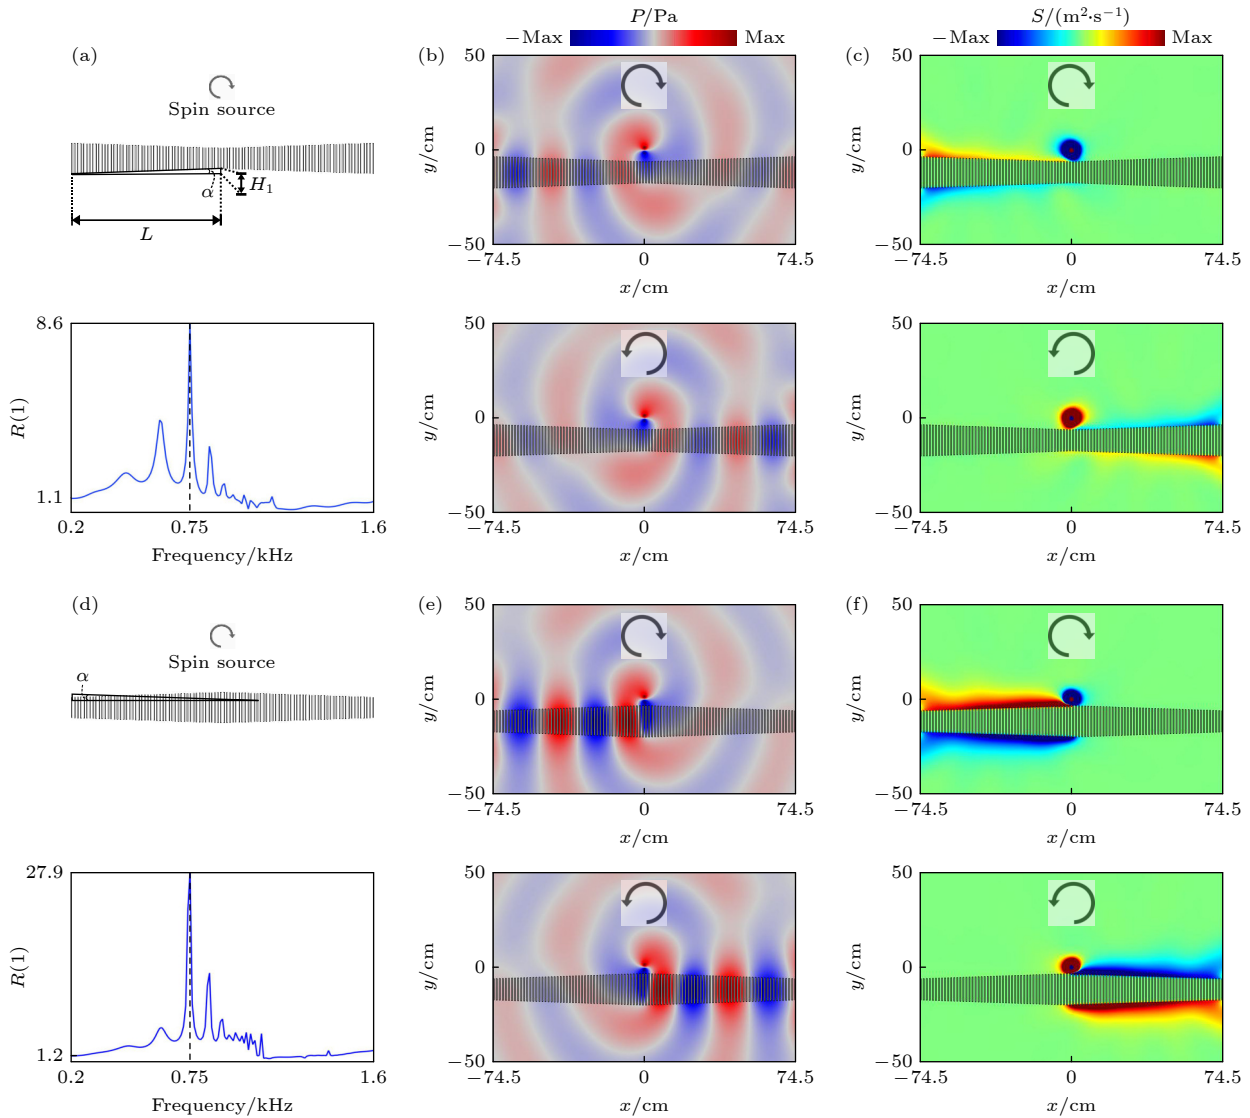 (a)
Spin source
α
H₁
L
8.6
R(1)
1.1
0.2
0.75
1.6
Frequency/kHz
(b)
P/Pa
−Max
Max
50
y/cm
0
−50
−74.5
0
74.5
x/cm
50
y/cm
0
−50
−74.5
0
74.5
x/cm
(c)
S/(m²·s⁻¹)
−Max
Max
50
y/cm
0
−50
−74.5
0
74.5
x/cm
50
y/cm
0
−50
−74.5
0
74.5
x/cm
(d)
Spin source
α
27.9
R(1)
1.2
0.2
0.75
1.6
Frequency/kHz
(e)
50
y/cm
0
−50
−74.5
0
74.5
x/cm
50
y/cm
0
−50
−74.5
0
74.5
x/cm
(f)
50
y/cm
0
−50
−74.5
0
74.5
x/cm
50
y/cm
0
−50
−74.5
0
74.5
x/cm